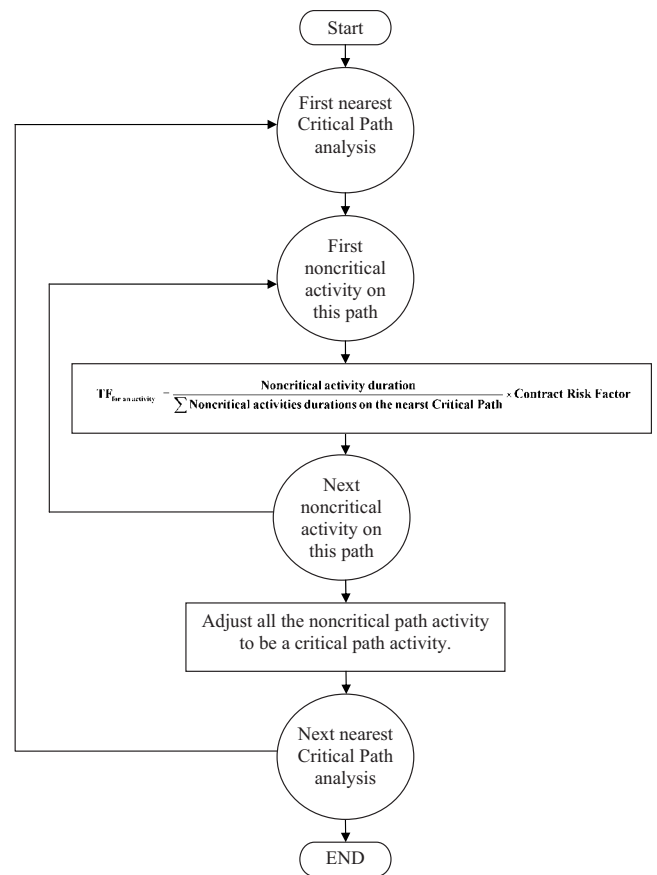 Start
First nearest
Critical Path
analysis
First
noncritical
activity on
this path
TF for an activity = Noncritical activity duration / ∑ Noncritical activities durations on the nearest Critical Path × Contract Risk Factor
Next
noncritical
activity on
this path
Adjust all the noncritical path activity
to be a critical path activity.
Next nearest
Critical Path
analysis
END